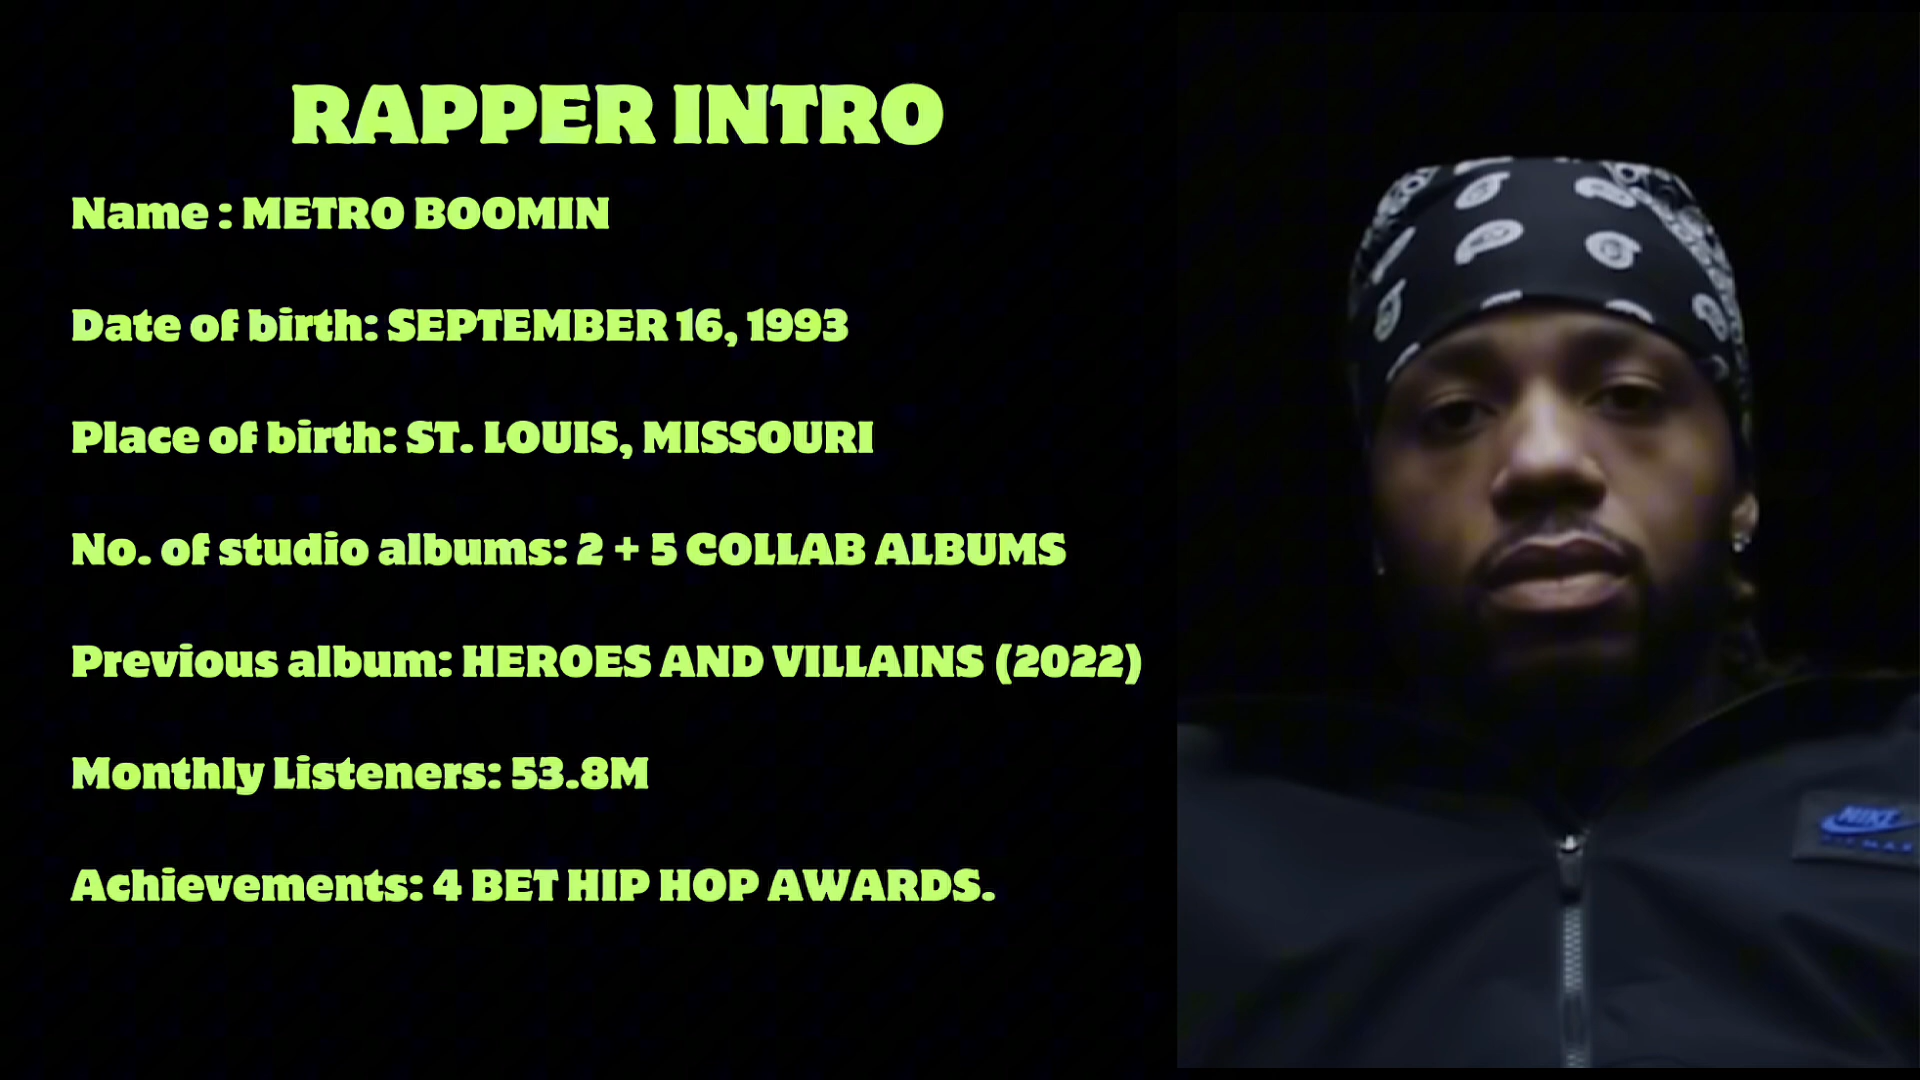 RAPPER INTRO
Name : METRO BOOMIN
Date of birth: SEPTEMBER 16, 1993
Place of birth: ST. LOUIS, MISSOURI
No. of studio albums: 2 + 5 COLLAB ALBUMS
Previous album: HEROES AND VILLAINS (2022)
Monthly Listeners: 53.8M
Achievements: 4 BET HIP HOP AWARDS.
NIKE